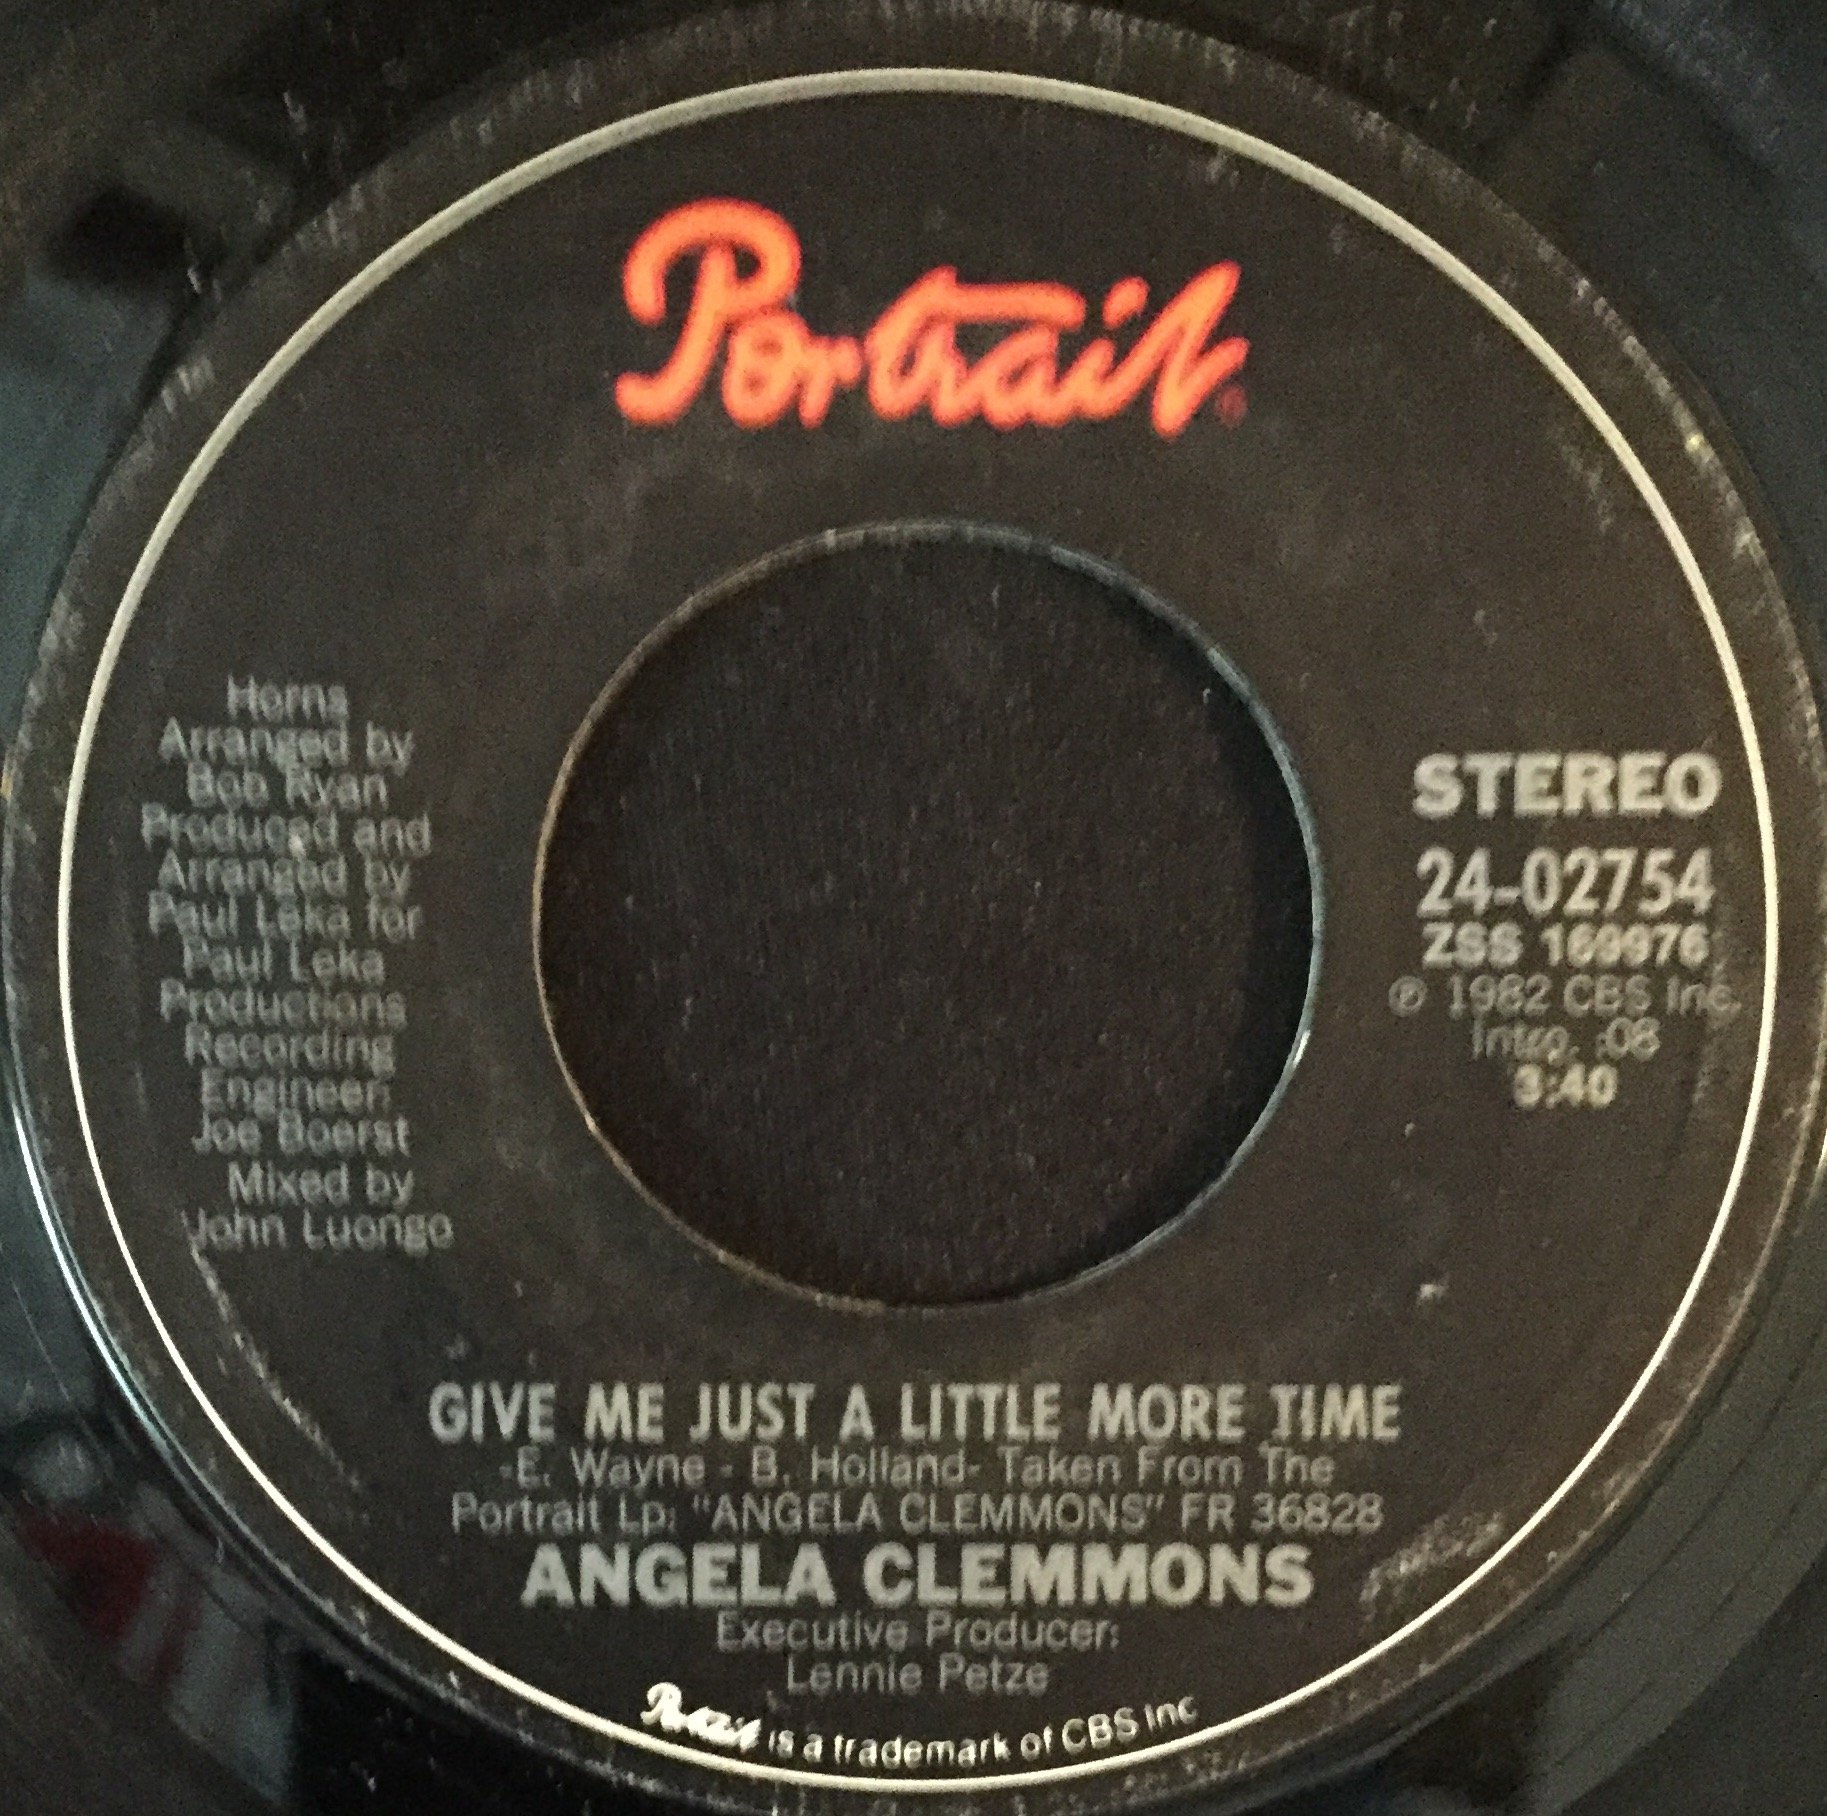 Portrait®
Horns
Arranged by
Bob Ryan
Produced and
Arranged by
Paul Leka for
Paul Leka
Productions
Recording
Engineer:
Joe Boerst
Mixed by
John Luongo
STEREO
24-02754
ZSS 169976
℗ 1982 CBS Inc.
Intro. :08
3:40
GIVE ME JUST A LITTLE MORE TIME
-E. Wayne - B. Holland- Taken From The
Portrait Lp: "ANGELA CLEMMONS" FR 36828
ANGELA CLEMMONS
Executive Producer:
Lennie Petze
Portrait is a trademark of CBS Inc